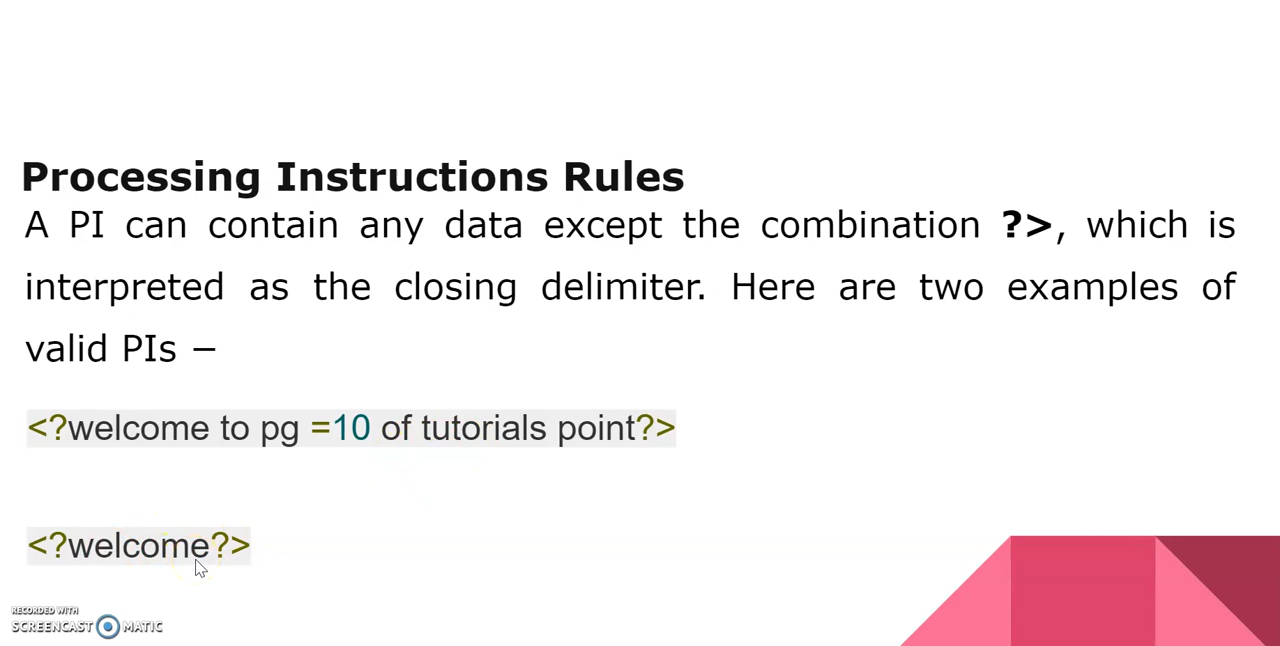 Processing Instructions Rules
A PI can contain any data except the combination ?>, which is
interpreted as the closing delimiter. Here are two examples of
valid PIs −
<?welcome to pg =10 of tutorials point?>
<?welcome?>
RECORDED WITH
SCREENCAST MATIC